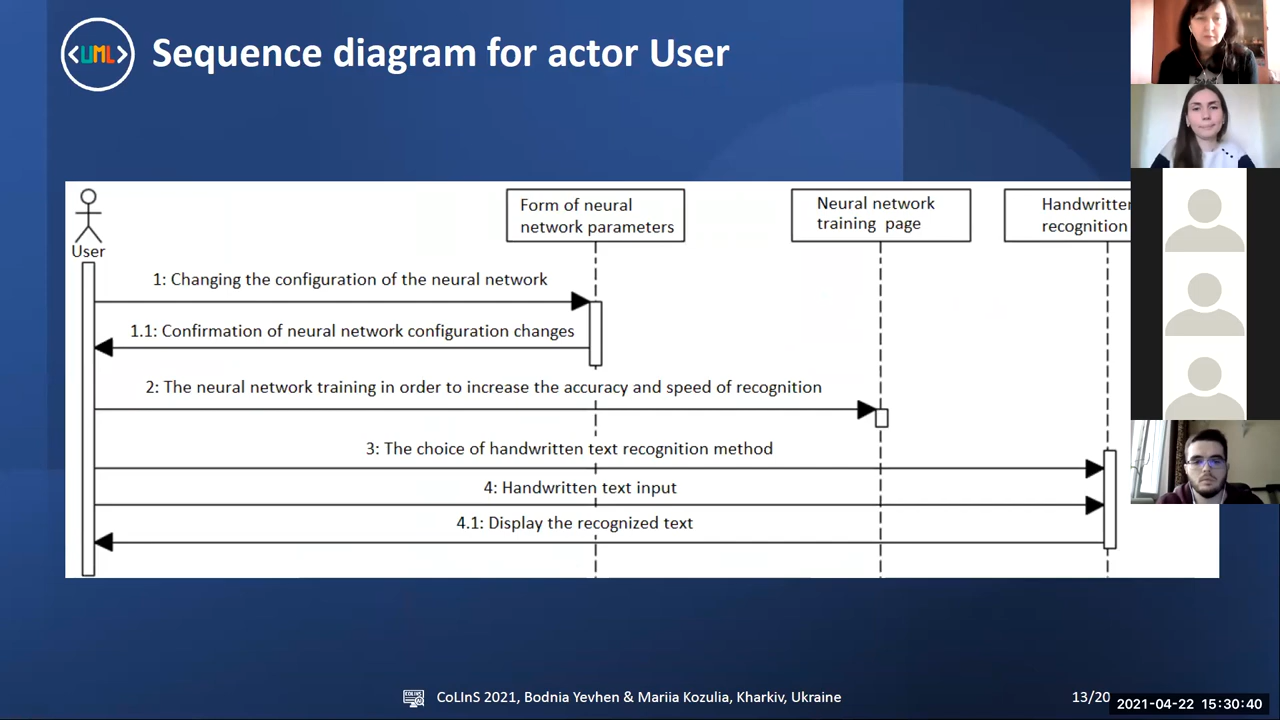 <UML>
Sequence diagram for actor User
User
Form of neural
network parameters
Neural network
training page
Handwritten
recognition
1: Changing the configuration of the neural network
1.1: Confirmation of neural network configuration changes
2: The neural network training in order to increase the accuracy and speed of recognition
3: The choice of handwritten text recognition method
4: Handwritten text input
4.1: Display the recognized text
COLINS
CoLInS 2021, Bodnia Yevhen & Mariia Kozulia, Kharkiv, Ukraine
13/20
2021-04-22 15:30:40